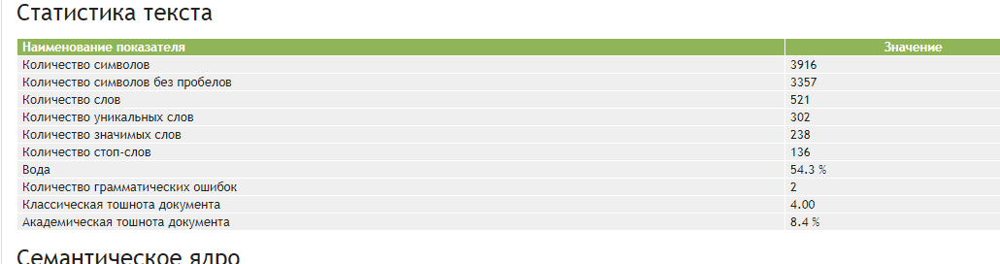 Статистика текста
Наименование показателя Значение
Количество символов 3916
Количество символов без пробелов 3357
Количество слов 521
Количество уникальных слов 302
Количество значимых слов 238
Количество стоп-слов 136
Вода 54.3 %
Количество грамматических ошибок 2
Классическая тошнота документа 4.00
Академическая тошнота документа 8.4 %
Семантическое ядро